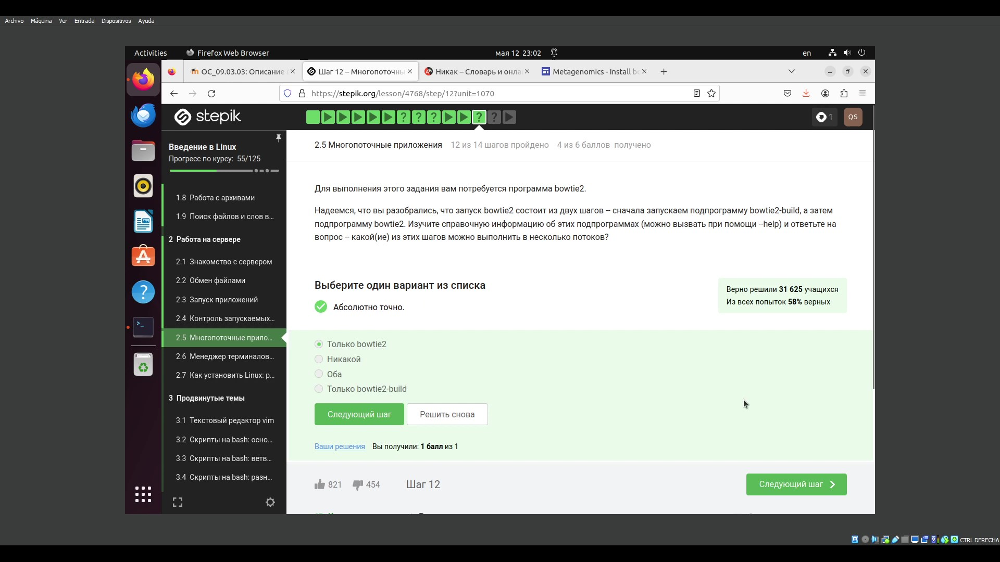 Archivo Máquina Ver Entrada Dispositivos Ayuda
Activities Firefox Web Browser мая 12 23:02 en
ОС_09.03.03: Описание Шаг 12 – Многопоточны Никак – Словарь и онла Metagenomics - Install bo
https://stepik.org/lesson/4768/step/12?unit=1070
stepik
1
QS
Введение в Linux
Прогресс по курсу: 55/125
1.8 Работа с архивами
1.9 Поиск файлов и слов в...
2 Работа на сервере
2.1 Знакомство с сервером
2.2 Обмен файлами
2.3 Запуск приложений
2.4 Контроль запускаемых...
2.5 Многопоточные прило...
2.6 Менеджер терминалов...
2.7 Как установить Linux: р...
3 Продвинутые темы
3.1 Текстовый редактор vim
3.2 Скрипты на bash: осно...
3.3 Скрипты на bash: ветв...
3.4 Скрипты на bash: разн...
2.5 Многопоточные приложения 12 из 14 шагов пройдено 4 из 6 баллов получено
Для выполнения этого задания вам потребуется программа bowtie2.
Надеемся, что вы разобрались, что запуск bowtie2 состоит из двух шагов -- сначала запускаем подпрограмму bowtie2-build, а затем
подпрограмму bowtie2. Изучите справочную информацию об этих подпрограммах (можно вызвать при помощи --help) и ответьте на
вопрос -- какой(ие) из этих шагов можно выполнить в несколько потоков?
Выберите один вариант из списка
Абсолютно точно.
Верно решили 31 625 учащихся
Из всех попыток 58% верных
Только bowtie2
Никакой
Оба
Только bowtie2-build
Следующий шаг Решить снова
Ваши решения Вы получили: 1 балл из 1
821 454 Шаг 12 Следующий шаг
CTRL DERECHA